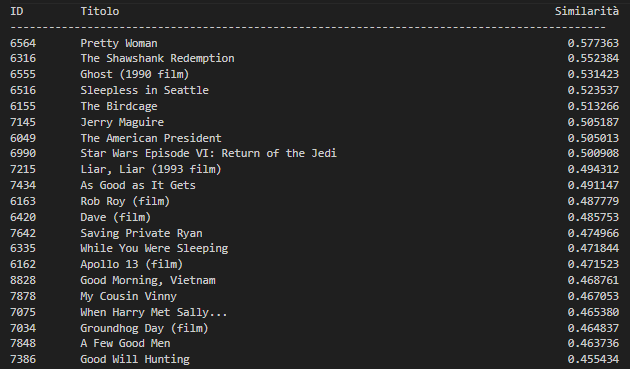 ID Titolo Similarità
--------------------------------------------------------------------------------------------
6564 Pretty Woman 0.577363
6316 The Shawshank Redemption 0.552384
6555 Ghost (1990 film) 0.531423
6516 Sleepless in Seattle 0.523537
6155 The Birdcage 0.513266
7145 Jerry Maguire 0.505187
6049 The American President 0.505013
6990 Star Wars Episode VI: Return of the Jedi 0.500908
7215 Liar, Liar (1993 film) 0.494312
7434 As Good as It Gets 0.491147
6163 Rob Roy (film) 0.487779
6420 Dave (film) 0.485753
7642 Saving Private Ryan 0.474966
6335 While You Were Sleeping 0.471844
6162 Apollo 13 (film) 0.471523
8828 Good Morning, Vietnam 0.468761
7878 My Cousin Vinny 0.467053
7075 When Harry Met Sally... 0.465380
7034 Groundhog Day (film) 0.464837
7848 A Few Good Men 0.463736
7386 Good Will Hunting 0.455434